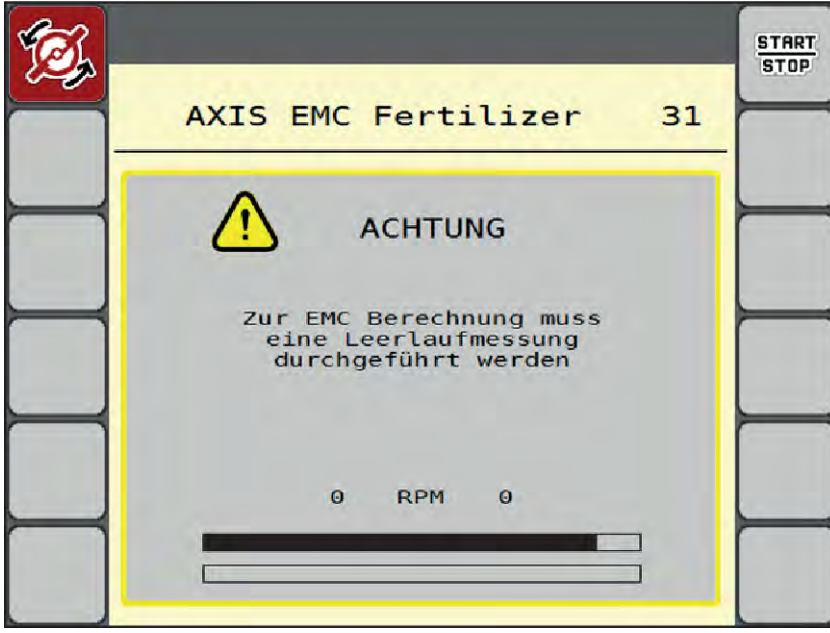 START
STOP
AXIS EMC Fertilizer 31
ACHTUNG
Zur EMC Berechnung muss
eine Leerlaufmessung
durchgeführt werden
0 RPM 0